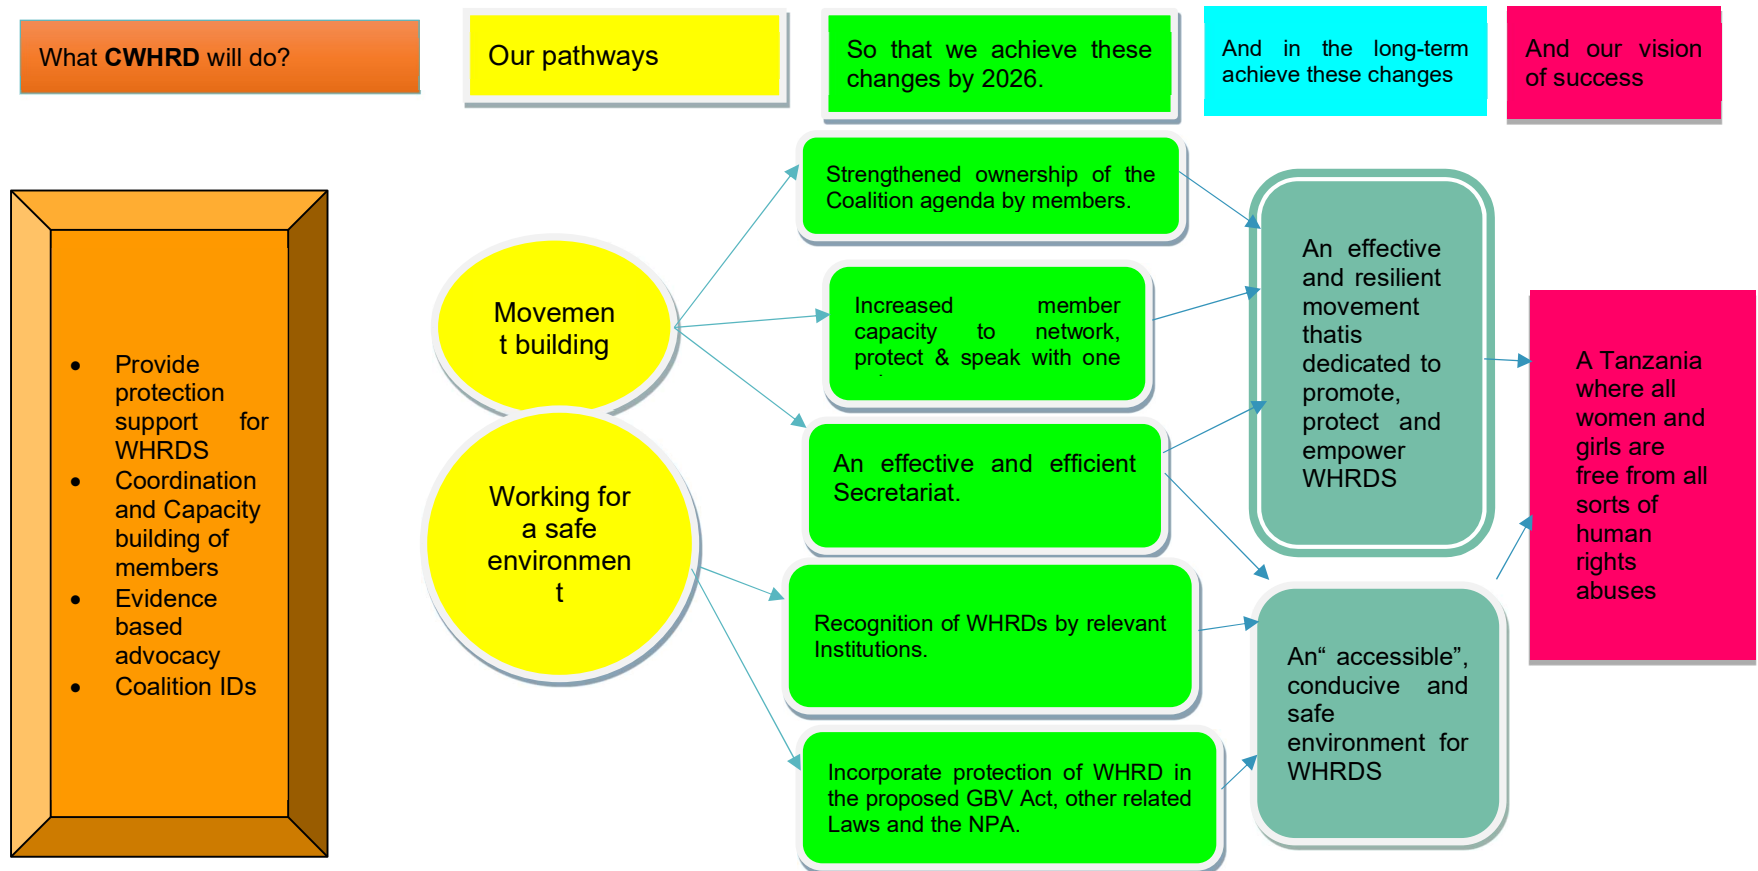 What CWHRD will do?
Our pathways
So that we achieve these
changes by 2026.
And in the long-term
achieve these changes
And our vision
of success
• Provide
protection
support for
WHRDS
• Coordination
and Capacity
building of
members
• Evidence
based
advocacy
• Coalition IDs
Movemen
t building
Working for
a safe
environmen
t
Strengthened ownership of the
Coalition agenda by members.
Increased member
capacity to network,
protect & speak with one
An effective and efficient
Secretariat.
Recognition of WHRDs by relevant
Institutions.
Incorporate protection of WHRD in
the proposed GBV Act, other related
Laws and the NPA.
An effective
and resilient
movement
thatis
dedicated to
promote,
protect and
empower
WHRDS
An“ accessible”,
conducive and
safe
environment for
WHRDS
A Tanzania
where all
women and
girls are
free from all
sorts of
human
rights
abuses